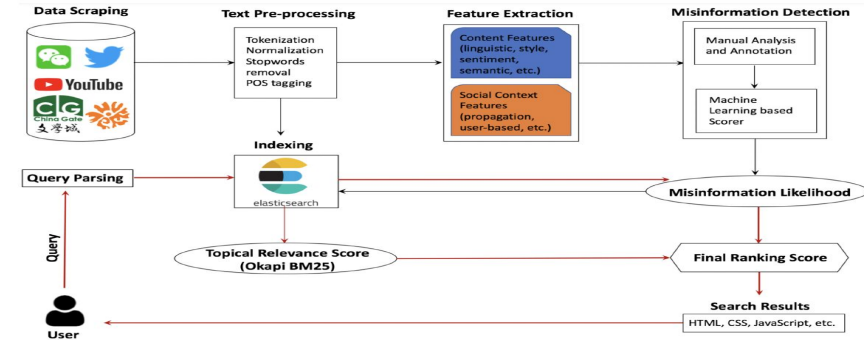 Data Scraping
Text Pre-processing
Feature Extraction
Misinformation Detection
YouTube
CG
China Gate
文学城
Tokenization
Normalization
Stopwords
removal
POS tagging
Content Features
(linguistic, style,
sentiment,
semantic, etc.)
Social Context
Features
(propagation,
user-based, etc.)
Manual Analysis
and Annotation
Machine
Learning based
Scorer
Indexing
elasticsearch
Query Parsing
Misinformation Likelihood
Query
Topical Relevance Score
(Okapi BM25)
Final Ranking Score
Search Results
HTML, CSS, JavaScript, etc.
User